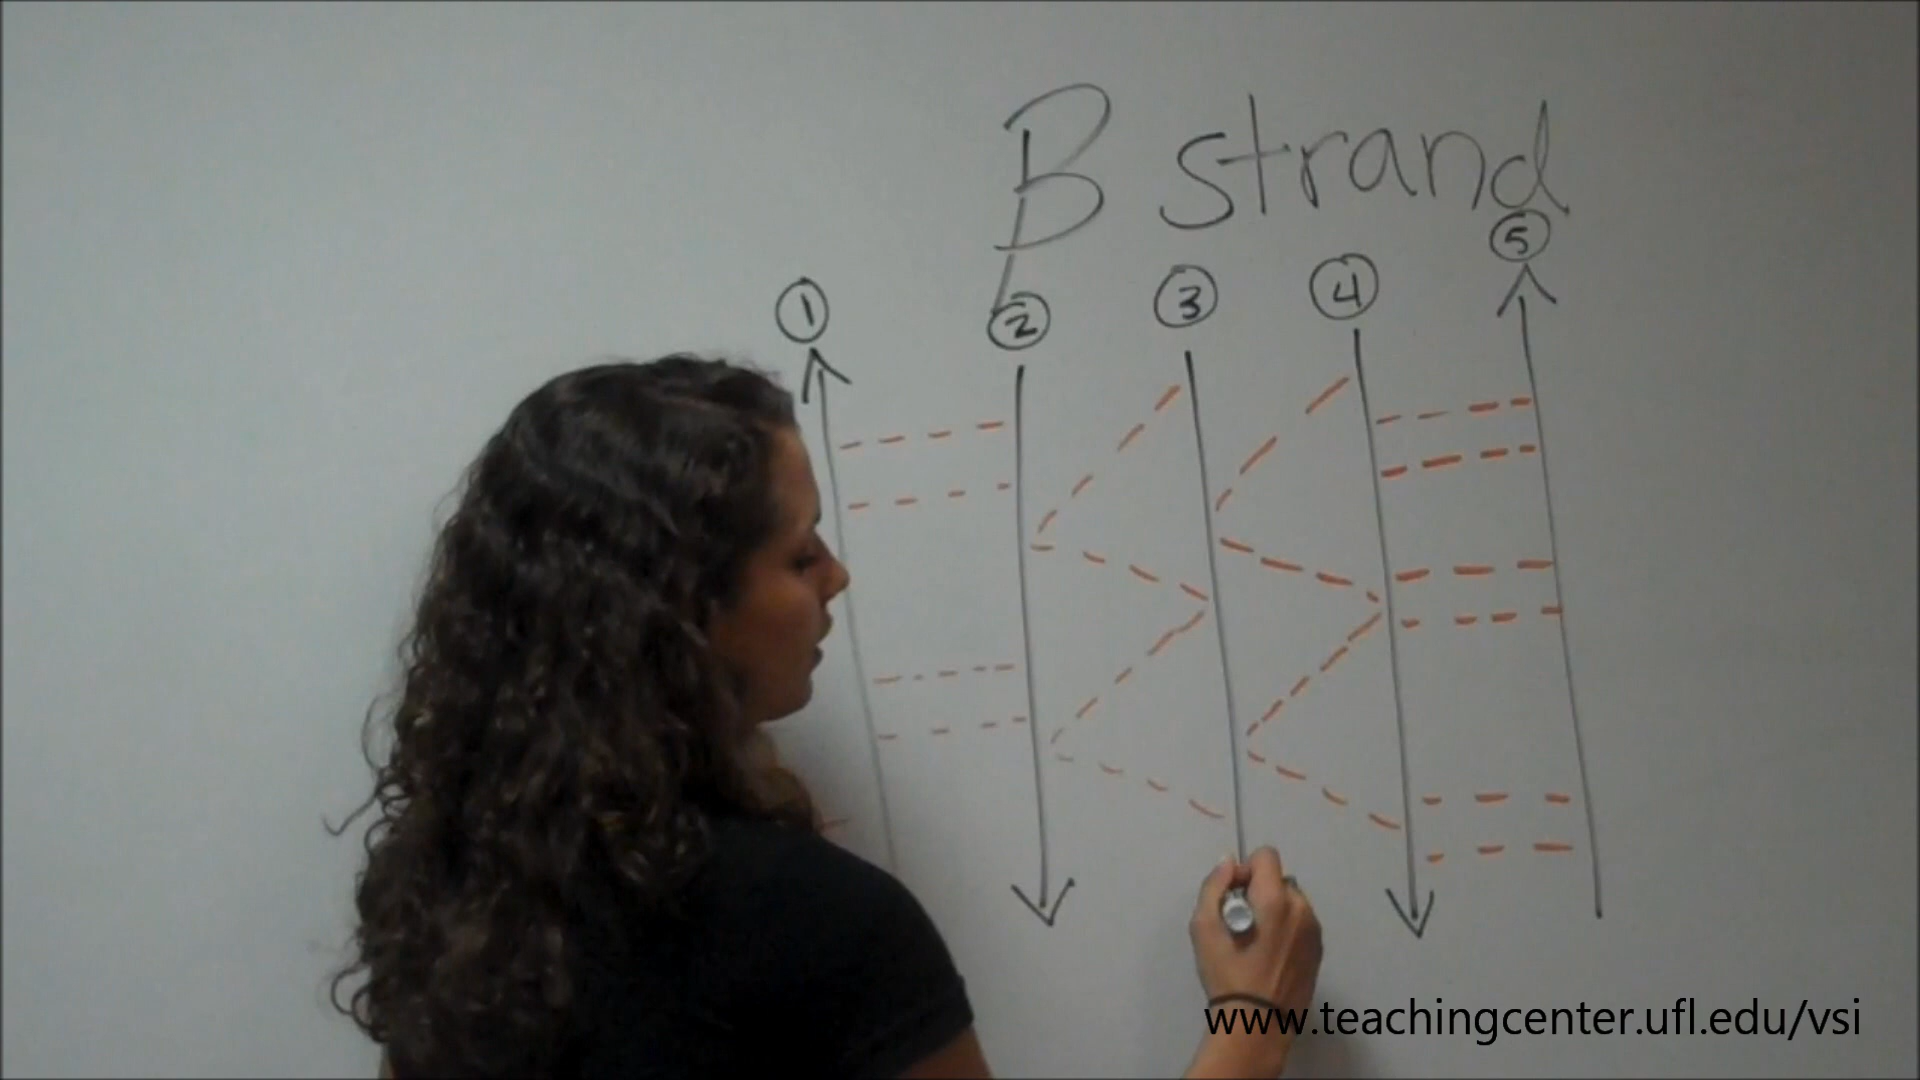 B strand
① ② ③ ④ ⑤
www.teachingcenter.ufl.edu/vsi